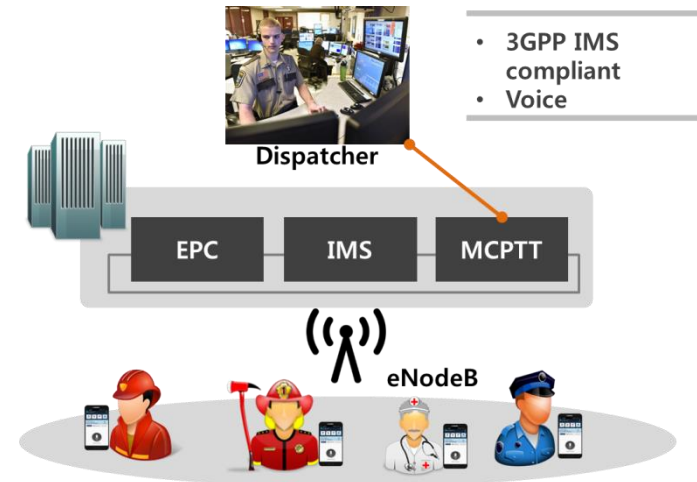 • 3GPP IMS
compliant
• Voice
Dispatcher
EPC
IMS
MCPTT
eNodeB